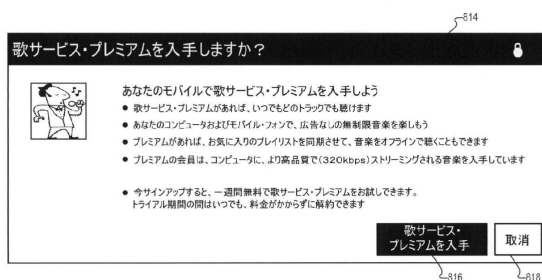 814
歌サービス・プレミアムを入手しますか？
あなたのモバイルで歌サービス・プレミアムを入手しよう
● 歌サービス・プレミアムがあれば、いつでもどのトラックでも聴けます
● あなたのコンピュータおよびモバイル・フォンで、広告なしの無制限音楽を楽しもう
● プレミアムがあれば、お気に入りのプレイリストを同期させて、音楽をオフラインで聴くこともできます
● プレミアムの会員は、コンピュータに、より高品質で(320kbps)ストリーミングされる音楽を入手しています
● 今サインアップすると、一週間無料で歌サービス・プレミアムをお試しできます。
トライアル期間の間はいつでも、料金がかからずに解約できます
歌サービス・
プレミアムを入手
取消
816
818